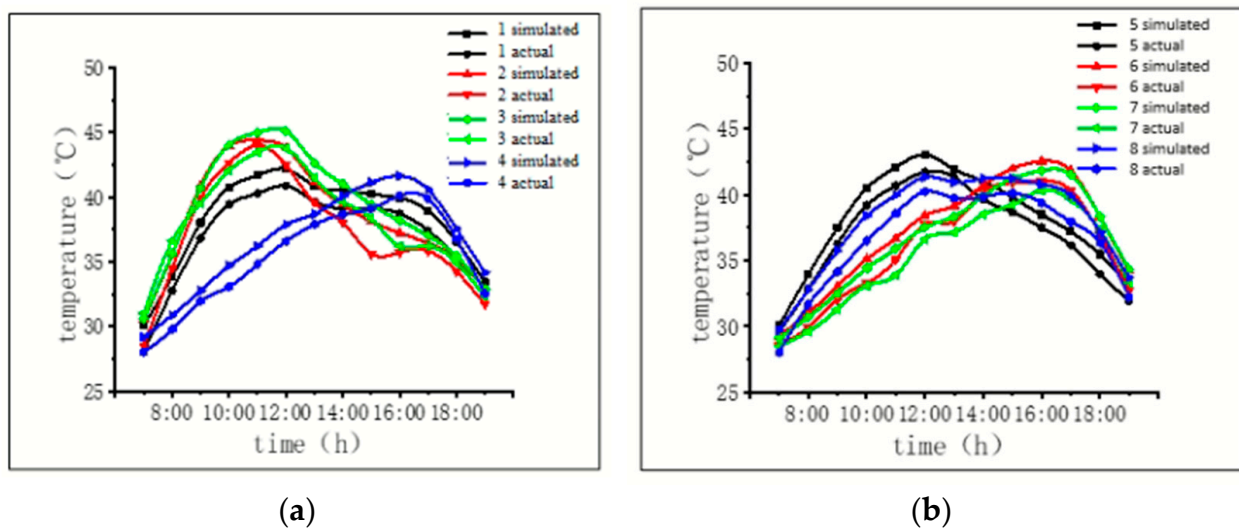 1 simulated
1 actual
2 simulated
2 actual
3 simulated
3 actual
4 simulated
4 actual
50
45
40
35
30
25
temperature (℃)
8:00 10:00 12:00 14:00 16:00 18:00
time (h)
(a)
5 simulated
5 actual
6 simulated
6 actual
7 simulated
7 actual
8 simulated
8 actual
50
45
40
35
30
25
temperature (℃)
8:00 10:00 12:00 14:00 16:00 18:00
time (h)
(b)